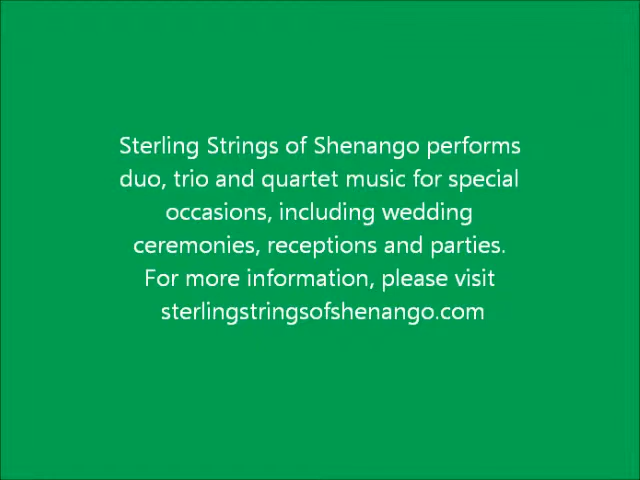 Sterling Strings of Shenango performs
duo, trio and quartet music for special
occasions, including wedding
ceremonies, receptions and parties.
For more information, please visit
sterlingstringsofshenango.com